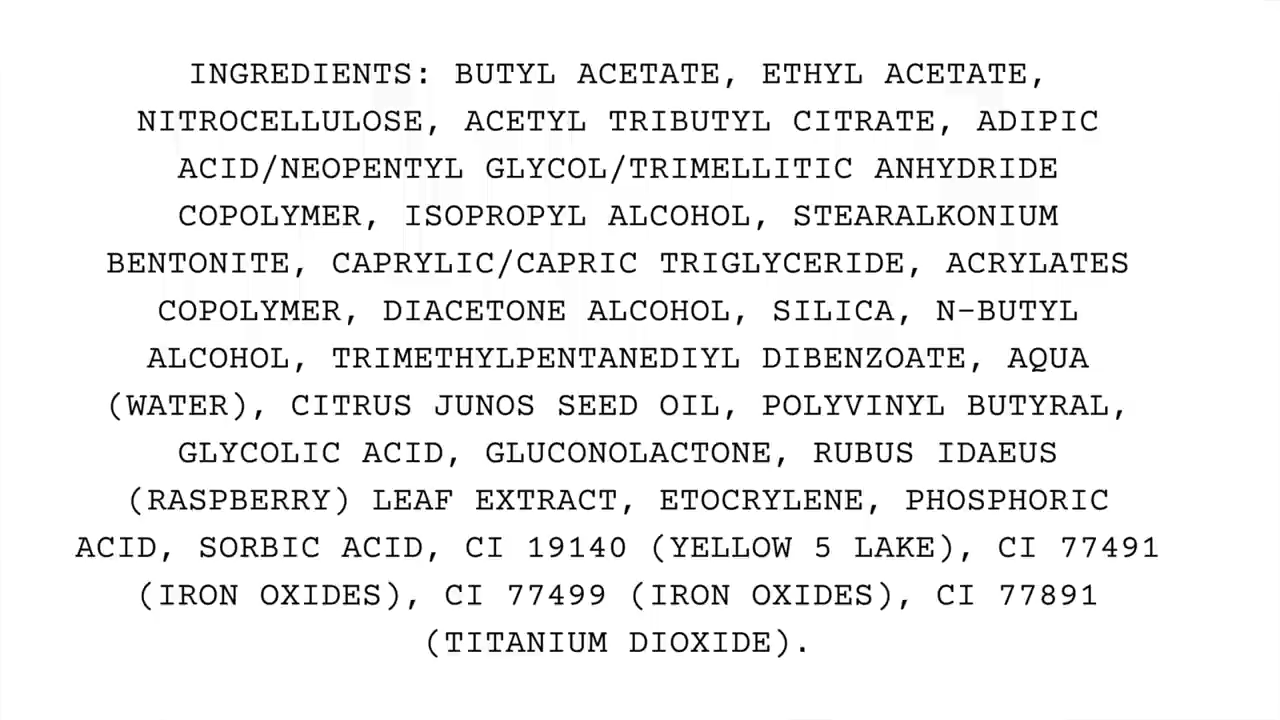 INGREDIENTS: BUTYL ACETATE, ETHYL ACETATE,
NITROCELLULOSE, ACETYL TRIBUTYL CITRATE, ADIPIC
ACID/NEOPENTYL GLYCOL/TRIMELLITIC ANHYDRIDE
COPOLYMER, ISOPROPYL ALCOHOL, STEARALKONIUM
BENTONITE, CAPRYLIC/CAPRIC TRIGLYCERIDE, ACRYLATES
COPOLYMER, DIACETONE ALCOHOL, SILICA, N-BUTYL
ALCOHOL, TRIMETHYLPENTANEDIYL DIBENZOATE, AQUA
(WATER), CITRUS JUNOS SEED OIL, POLYVINYL BUTYRAL,
GLYCOLIC ACID, GLUCONOLACTONE, RUBUS IDAEUS
(RASPBERRY) LEAF EXTRACT, ETOCRYLENE, PHOSPHORIC
ACID, SORBIC ACID, CI 19140 (YELLOW 5 LAKE), CI 77491
(IRON OXIDES), CI 77499 (IRON OXIDES), CI 77891
(TITANIUM DIOXIDE).